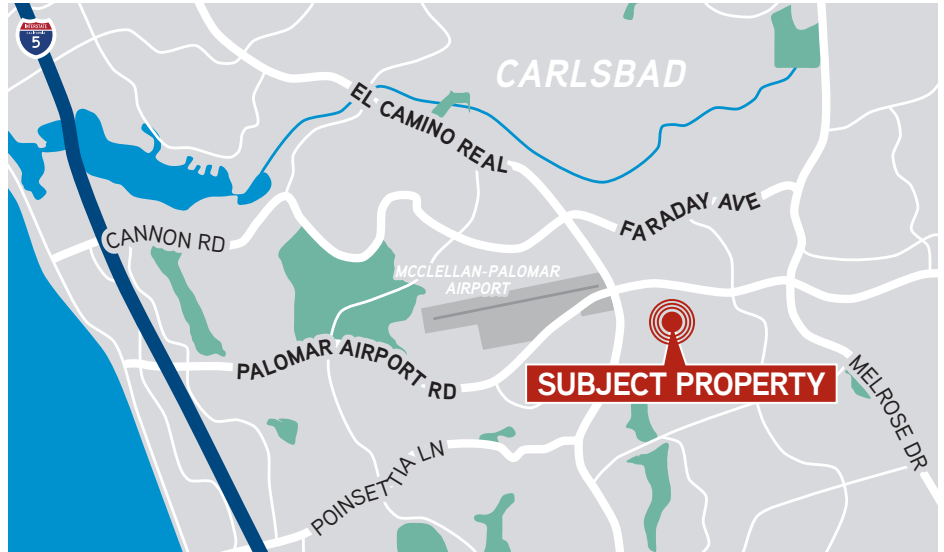 INTERSTATE
CALIFORNIA
5
CARLSBAD
EL CAMINO REAL
FARADAY AVE
CANNON RD
MCCLELLAN-PALOMAR
AIRPORT
PALOMAR AIRPORT RD
SUBJECT PROPERTY
MELROSE DR
POINSETTIA LN